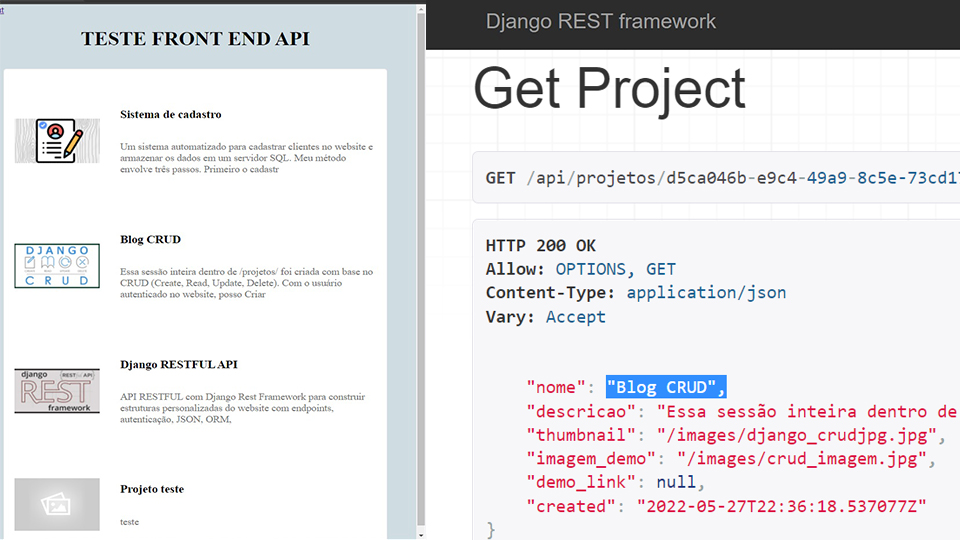 TESTE FRONT END API
Sistema de cadastro
Um sistema automatizado para cadastrar clientes no website e
armazenar os dados em um servidor SQL. Meu método
envolve três passos. Primeiro o cadastr
DJANGO
CRUD
Blog CRUD
Essa sessão inteira dentro de /projetos/ foi criada com base no
CRUD (Create, Read, Update, Delete). Com o usuário
autenticado no website, posso Criar
django
REST
framework
Django RESTFUL API
API RESTFUL com Django Rest Framework para construir
estruturas personalizadas do website com endpoints,
autenticação, JSON, ORM,
Projeto teste
teste
Django REST framework
Get Project
GET /api/projetos/d5ca046b-e9c4-49a9-8c5e-73cd17
HTTP 200 OK
Allow: OPTIONS, GET
Content-Type: application/json
Vary: Accept
"nome": "Blog CRUD",
"descricao": "Essa sessão inteira dentro de
"thumbnail": "/images/django_crudjpg.jpg",
"imagem_demo": "/images/crud_imagem.jpg",
"demo_link": null,
"created": "2022-05-27T22:36:18.537077Z"
}